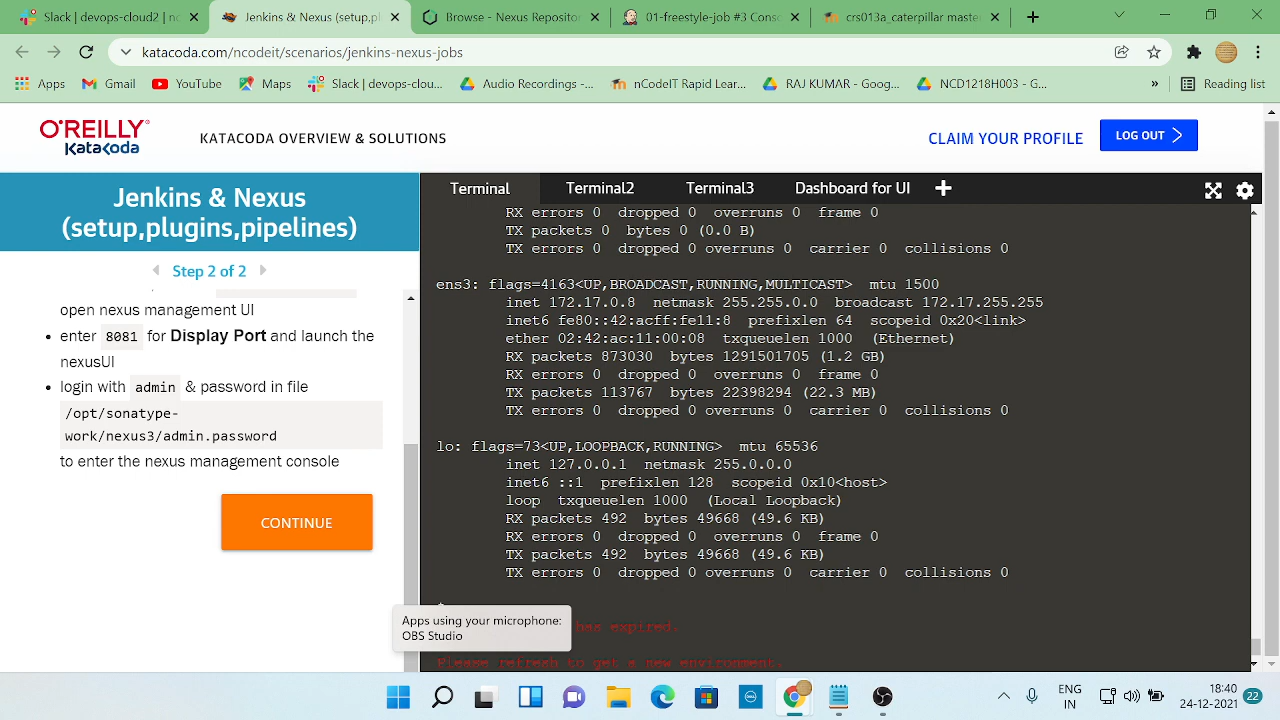 Slack | devops-cloud2 | n
Jenkins & Nexus (setup,pl
Browse - Nexus Repositor
01-freestyle-job #3 Cons
crs013a_caterpillar maste
katacoda.com/ncodeit/scenarios/jenkins-nexus-jobs
Apps
Gmail
YouTube
Maps
Slack | devops-clou...
Audio Recordings -...
nCodeIT Rapid Lear...
RAJ KUMAR - Googl...
NCD1218H003 - G...
»
Reading list
O'REILLY®
Katacoda
KATACODA OVERVIEW & SOLUTIONS
CLAIM YOUR PROFILE
LOG OUT
Jenkins & Nexus
(setup,plugins,pipelines)
Step 2 of 2
open nexus management UI
• enter 8081 for Display Port and launch the
nexusUI
• login with admin & password in file
/opt/sonatype-
work/nexus3/admin.password
to enter the nexus management console
CONTINUE
Terminal
Terminal2
Terminal3
Dashboard for UI
RX errors 0 dropped 0 overruns 0 frame 0
TX packets 0 bytes 0 (0.0 B)
TX errors 0 dropped 0 overruns 0 carrier 0 collisions 0
ens3: flags=4163<UP,BROADCAST,RUNNING,MULTICAST> mtu 1500
inet 172.17.0.8 netmask 255.255.0.0 broadcast 172.17.255.255
inet6 fe80::42:acff:fe11:8 prefixlen 64 scopeid 0x20<link>
ether 02:42:ac:11:00:08 txqueuelen 1000 (Ethernet)
RX packets 873030 bytes 1291501705 (1.2 GB)
RX errors 0 dropped 0 overruns 0 frame 0
TX packets 113767 bytes 22398294 (22.3 MB)
TX errors 0 dropped 0 overruns 0 carrier 0 collisions 0
lo: flags=73<UP,LOOPBACK,RUNNING> mtu 65536
inet 127.0.0.1 netmask 255.0.0.0
inet6 ::1 prefixlen 128 scopeid 0x10<host>
loop txqueuelen 1000 (Local Loopback)
RX packets 492 bytes 49668 (49.6 KB)
RX errors 0 dropped 0 overruns 0 frame 0
TX packets 492 bytes 49668 (49.6 KB)
TX errors 0 dropped 0 overruns 0 carrier 0 collisions 0
has expired.
Please refresh to get a new environment.
Apps using your microphone:
OBS Studio
DELL
ENG
IN
18:40
24-12-2021
22